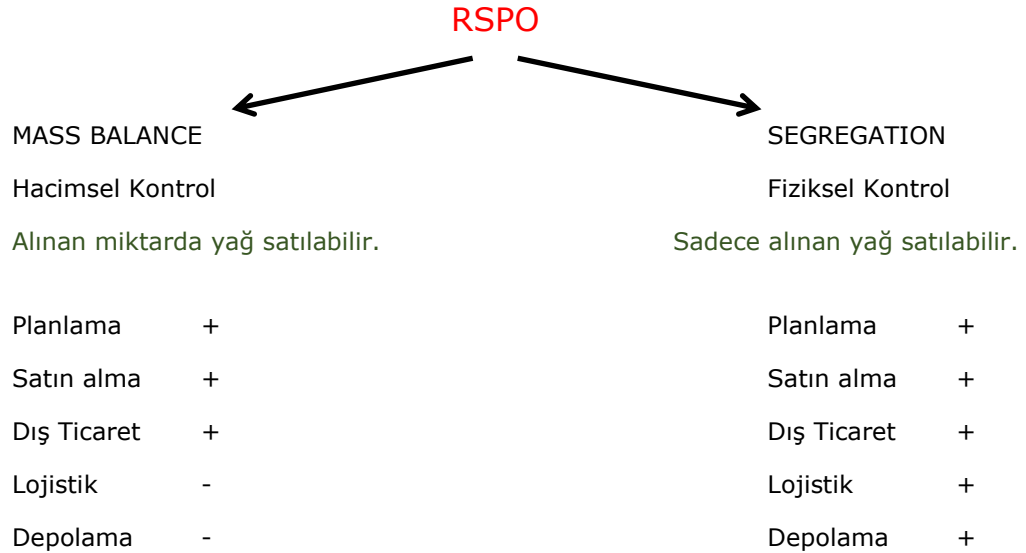 RSPO
MASS BALANCE SEGREGATION
Hacimsel Kontrol Fiziksel Kontrol
Alınan miktarda yağ satılabilir. Sadece alınan yağ satılabilir.
Planlama + Planlama +
Satın alma + Satın alma +
Dış Ticaret + Dış Ticaret +
Lojistik - Lojistik +
Depolama - Depolama +